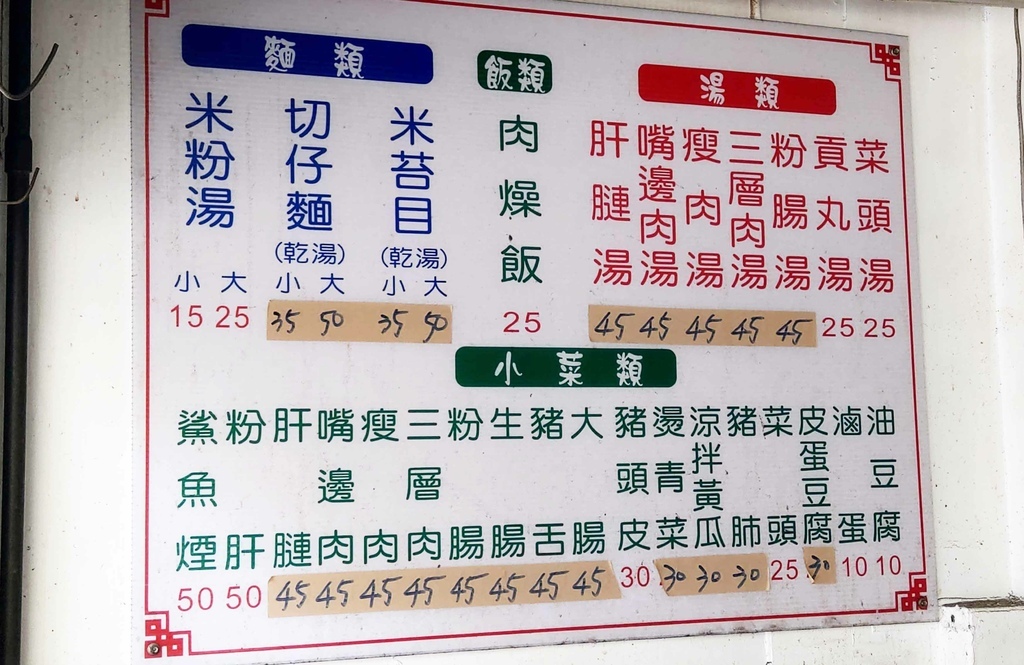 麵類
米粉湯
小 大
15 25
切仔麵
(乾湯)
小 大
35 50
米苔目
(乾湯)
小 大
35 50
飯類
肉燥飯
25
湯類
肝膁湯 45
嘴邊肉湯 45
瘦肉湯 45
三層肉湯 45
粉腸湯 45
貢丸湯 25
菜頭湯 25
小菜類
鯊魚煙 50
粉肝 50
肝膁 45
嘴邊肉 45
瘦肉 45
三層肉 45
粉腸 45
生腸 45
豬舌 45
大腸 45
豬頭皮 30
燙青菜 30
涼拌黃瓜 30
豬肺 30
菜頭 25
皮蛋豆腐 30
滷蛋 10
油豆腐 10